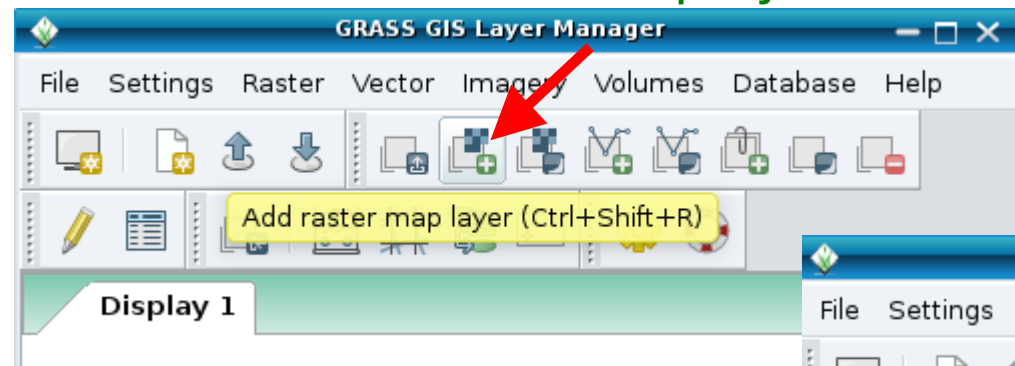 GRASS GIS Layer Manager
File Settings Raster Vector Imagery Volumes Database Help
Add raster map layer (Ctrl+Shift+R)
Display 1
File Settings